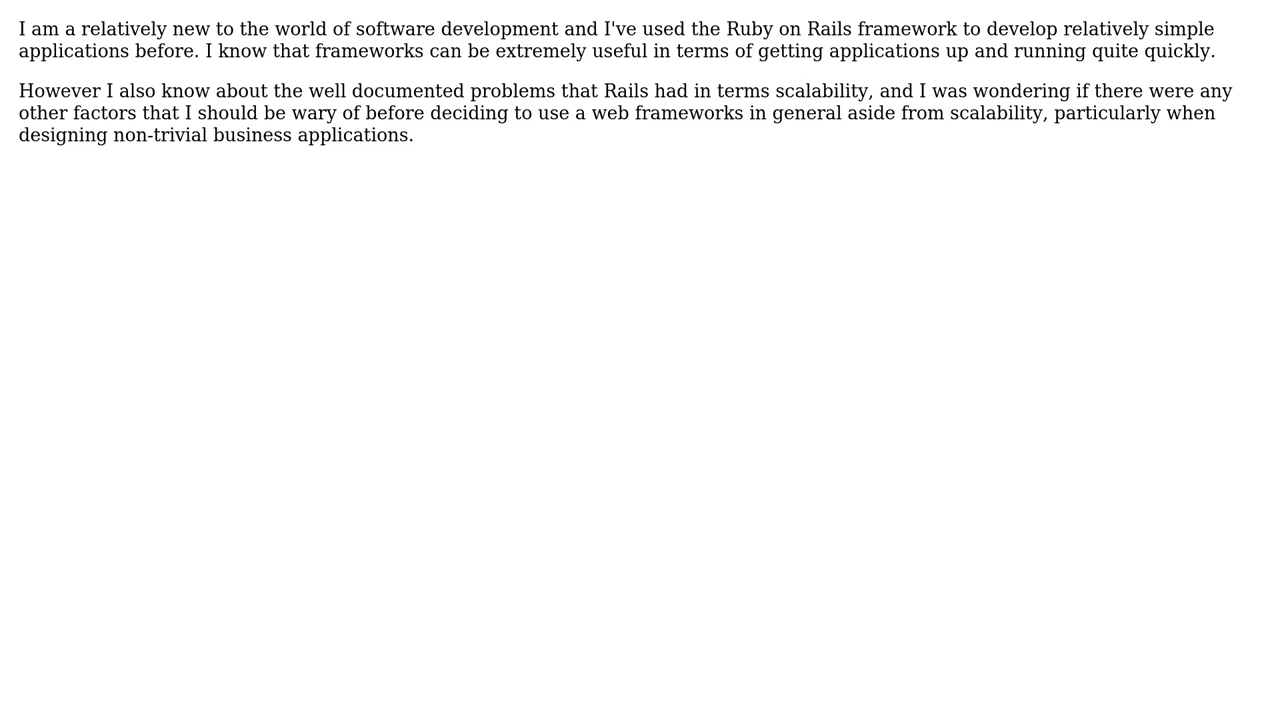 I am a relatively new to the world of software development and I've used the Ruby on Rails framework to develop relatively simple
applications before. I know that frameworks can be extremely useful in terms of getting applications up and running quite quickly.
However I also know about the well documented problems that Rails had in terms scalability, and I was wondering if there were any
other factors that I should be wary of before deciding to use a web frameworks in general aside from scalability, particularly when
designing non-trivial business applications.